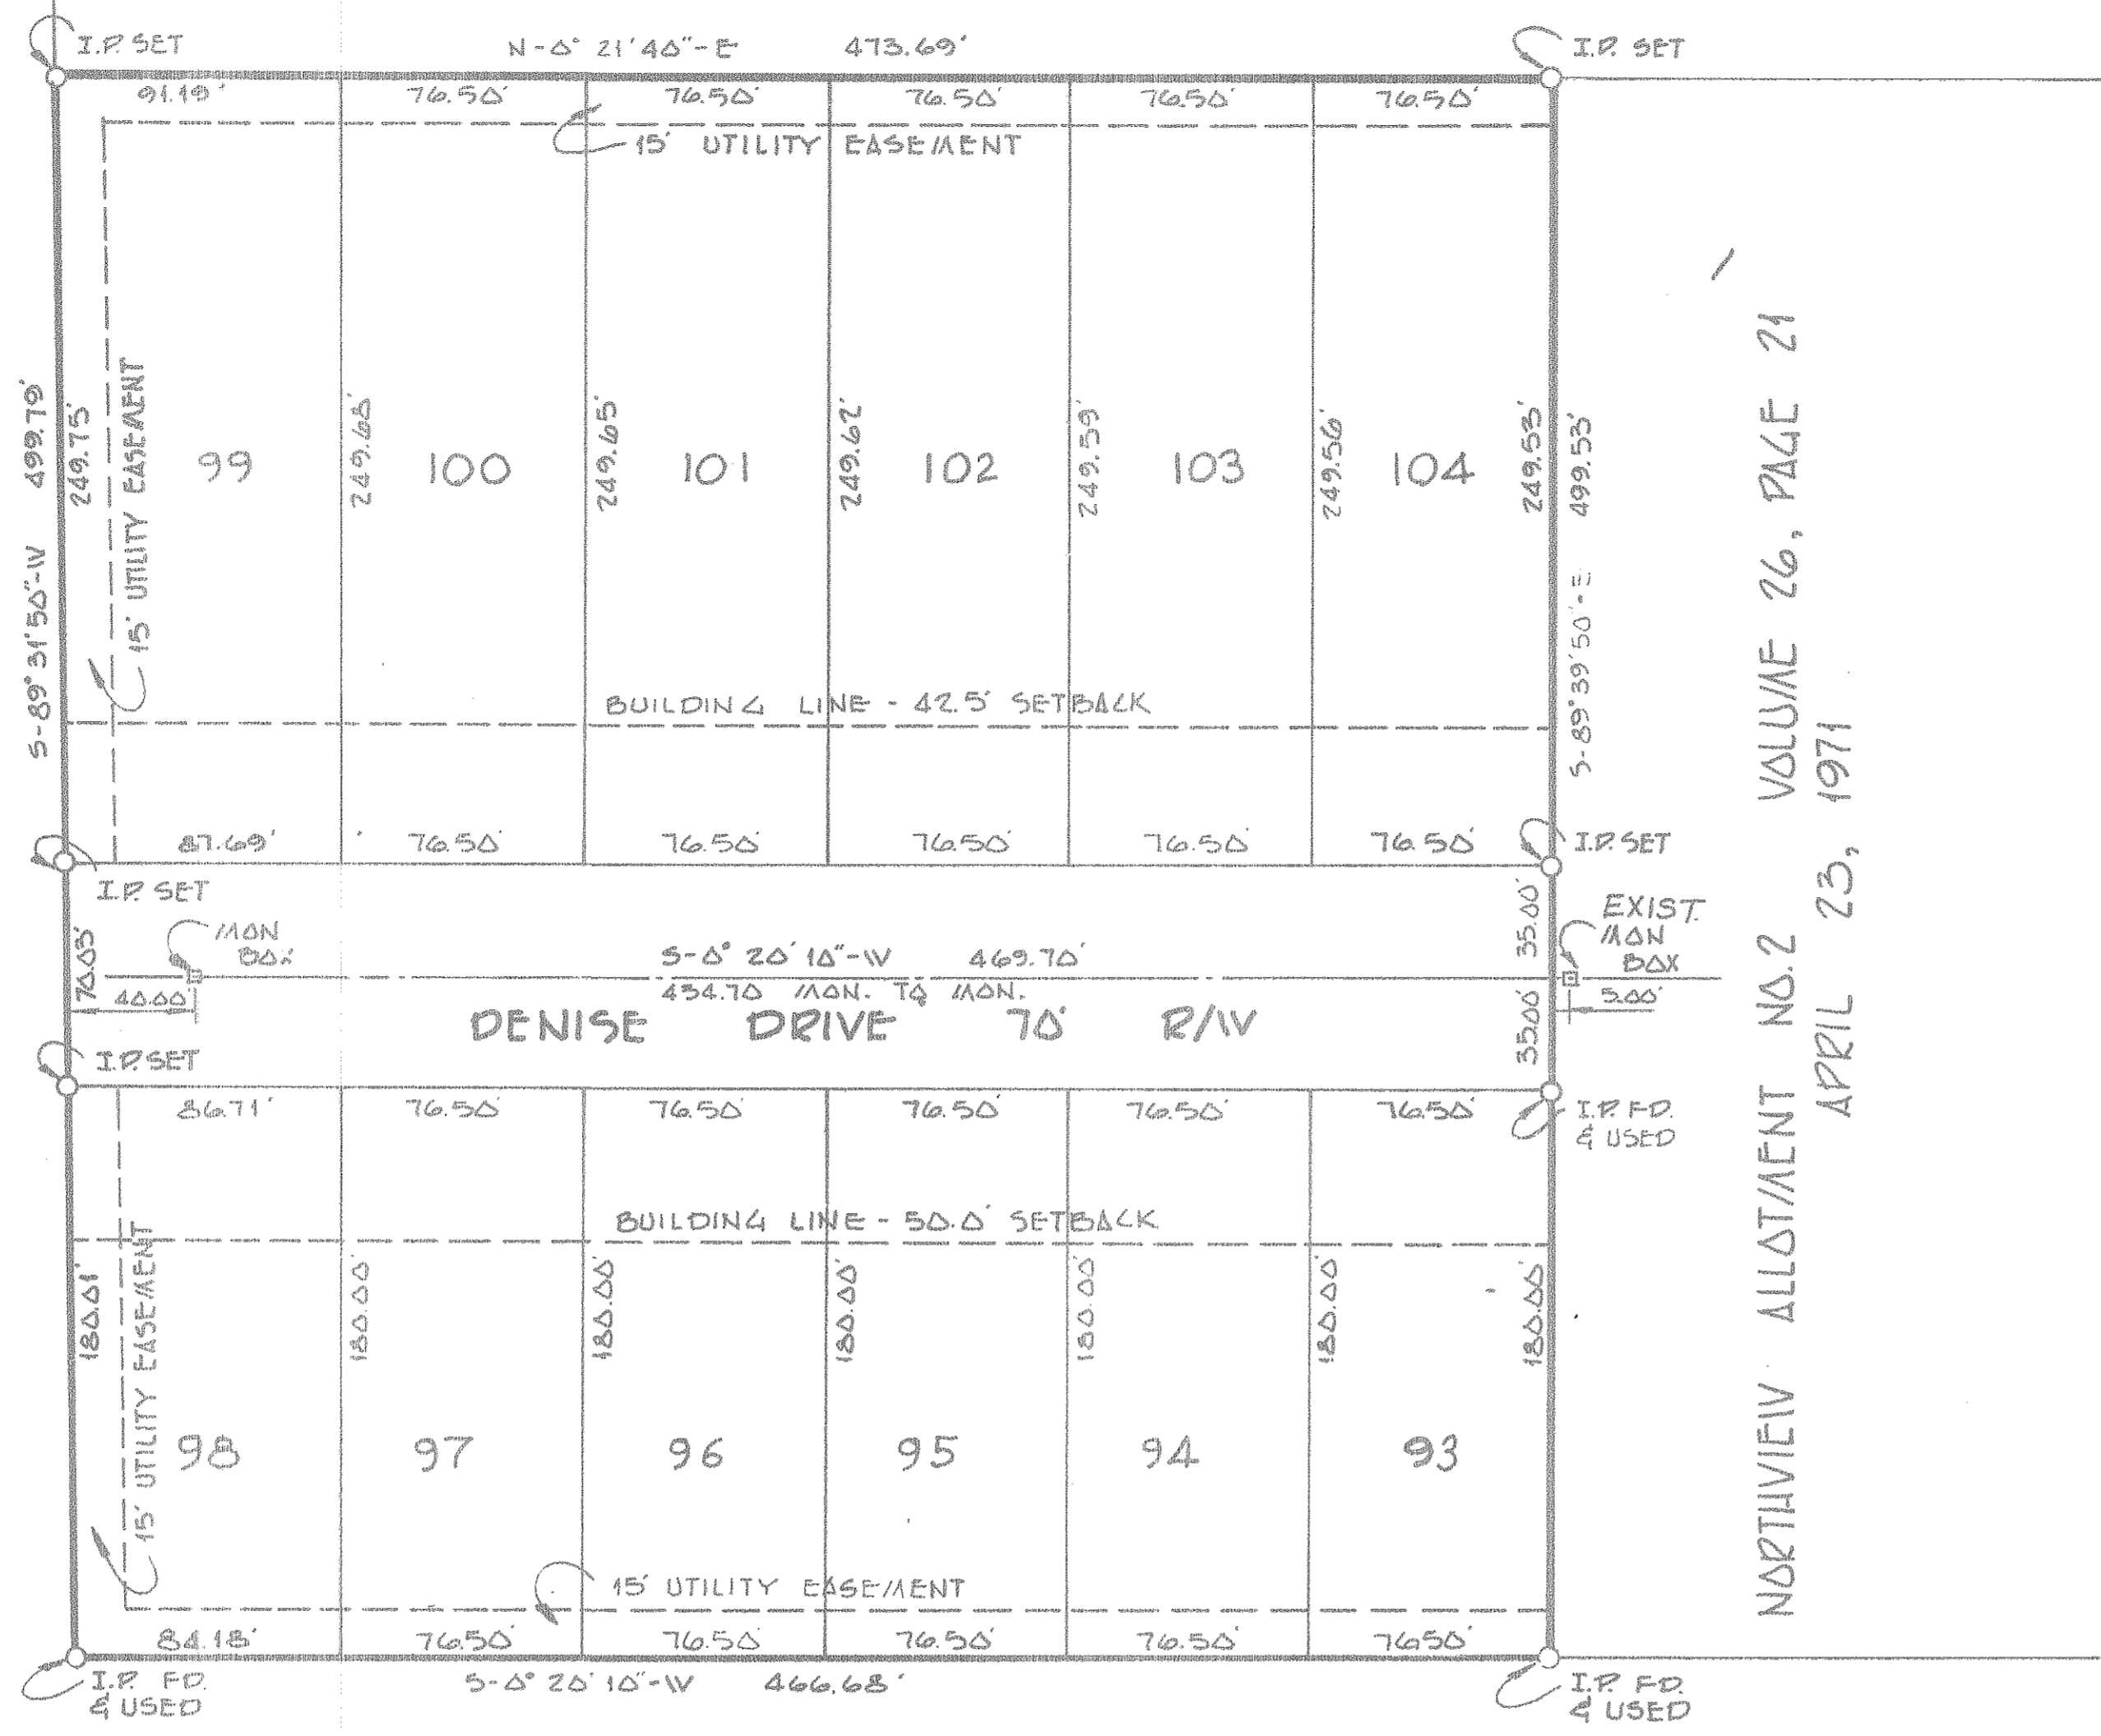 I.P. SET
N-0° 21' 40"-E 473.69'
I.P. SET
91.19'
76.50'
76.50'
76.50'
76.50'
76.50'
15' UTILITY EASEMENT
S-89° 31' 50"-W 499.79'
249.75'
15' UTILITY EASEMENT
99
249.68'
100
249.65'
101
249.62'
102
249.59'
103
249.56'
104
249.53'
S-89° 39' 50"-E 499.53'
BUILDING LINE - 42.5' SETBACK
87.69'
76.50'
76.50'
76.50'
76.50'
76.50'
I.P. SET
I.P. SET
MON
BOX
70.03'
40.00'
S-0° 20' 10"-W 469.70'
434.70 MON. TO MON.
DENISE DRIVE 70' R/W
35.00'
35.00'
EXIST.
MON
BOX
5.00'
I.P. SET
86.71'
76.50'
76.50'
76.50'
76.50'
76.50'
I.P. FD.
& USED
BUILDING LINE - 50.0' SETBACK
180.01'
15' UTILITY EASEMENT
180.00'
180.00'
180.00'
180.00'
180.00'
180.00'
98
97
96
95
94
93
15' UTILITY EASEMENT
84.18'
76.50'
76.50'
76.50'
76.50'
76.50'
I.P. FD.
& USED
S-0° 20' 10"-W 466.68'
I.P. FD.
& USED
NORTHVIEW ALLOTMENT NO. 2 VOLUME 26, PAGE 21
APRIL 23, 1971